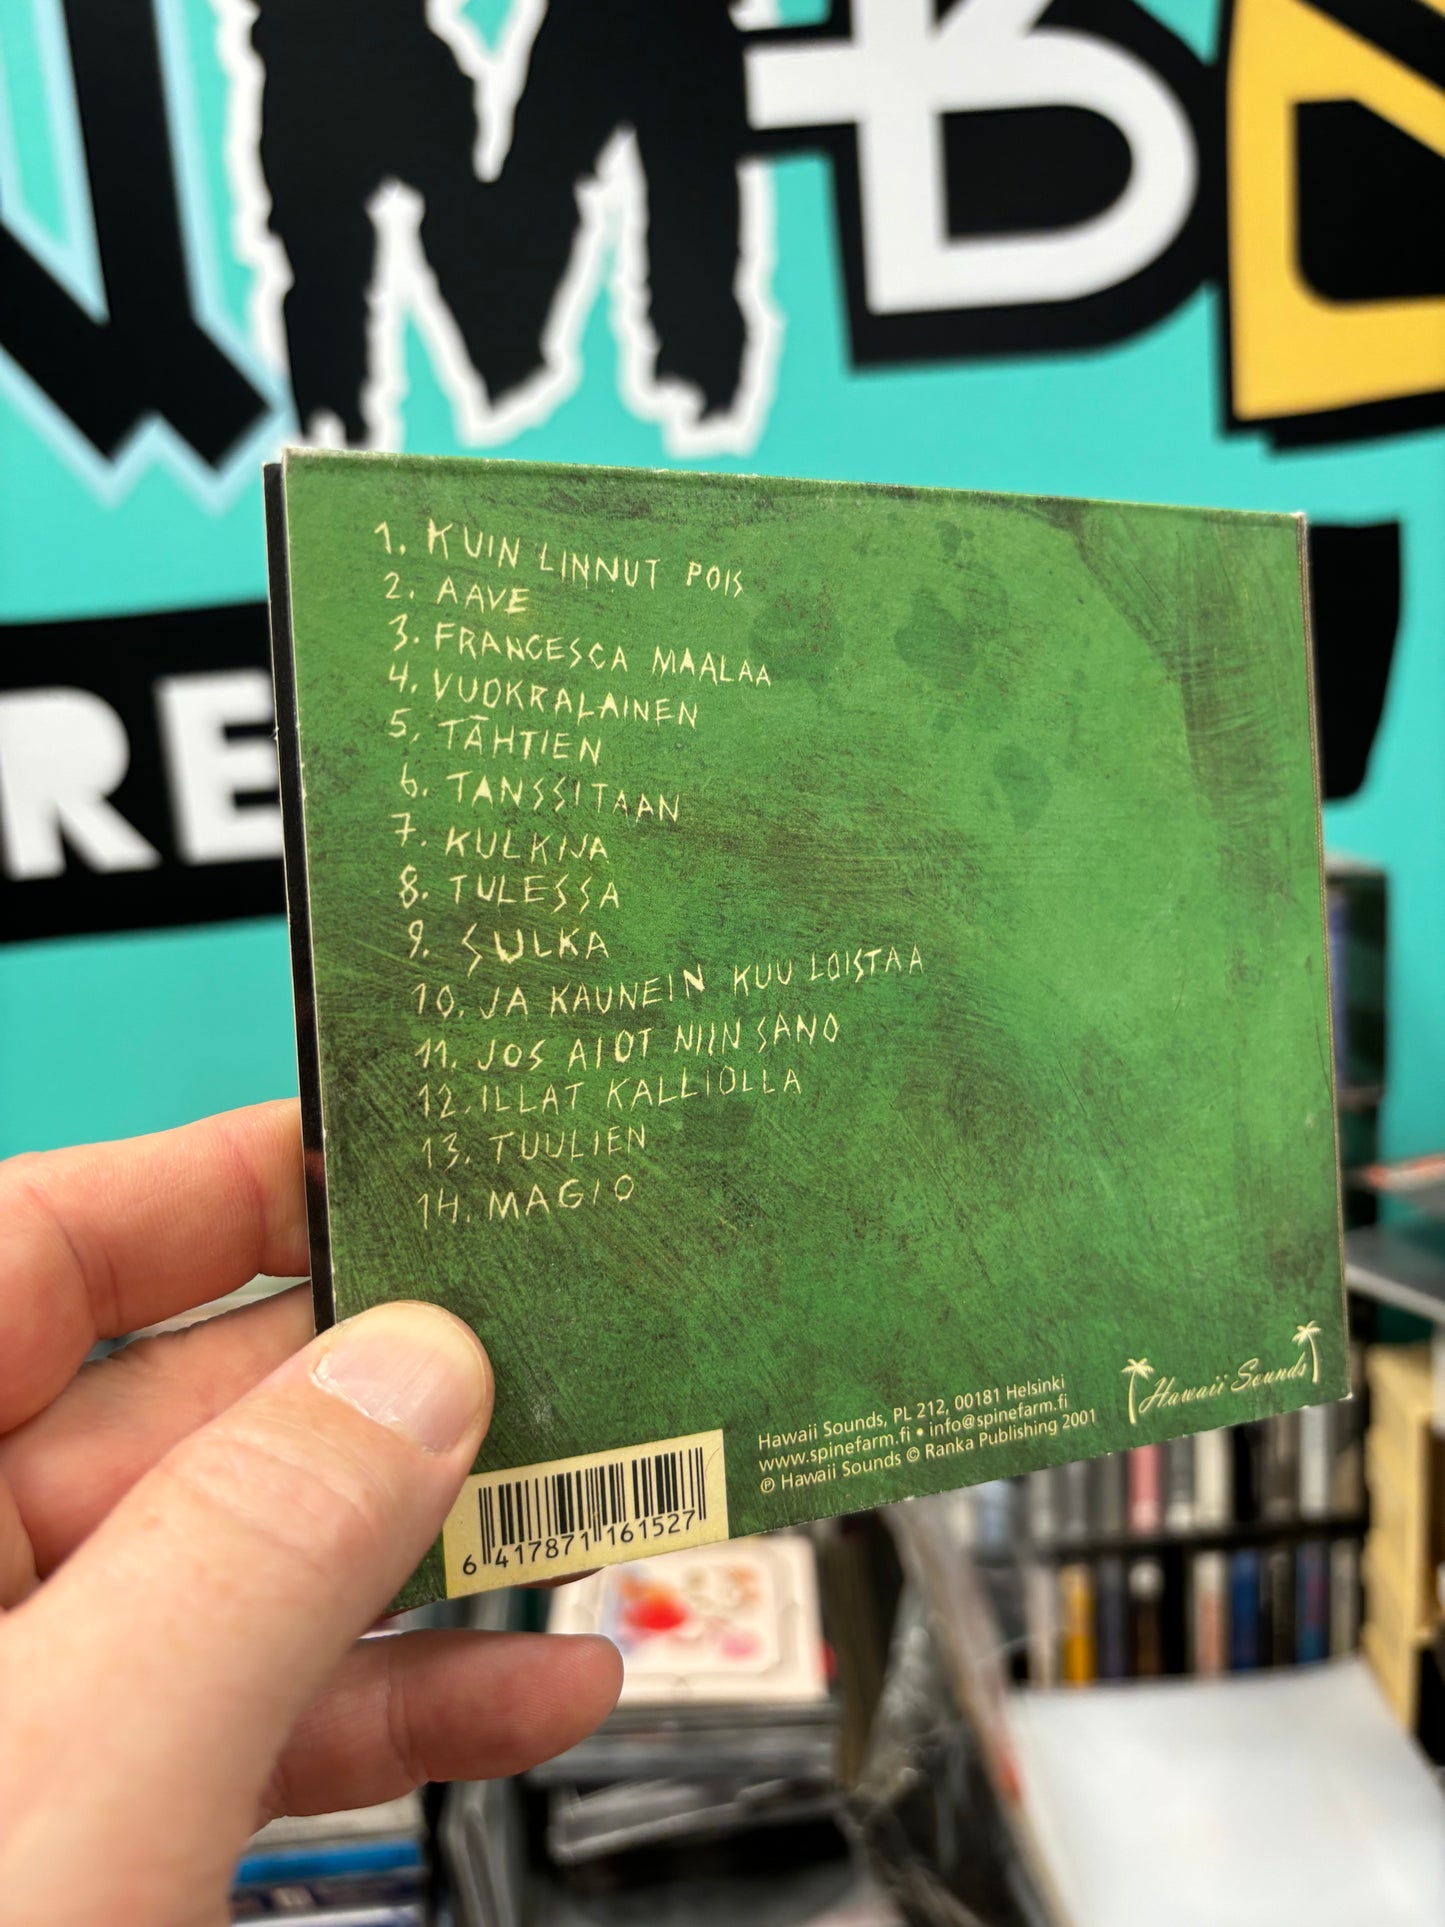 MB
RE
1. KUIN LINNUT POIS
2. AAVE
3. FRANCESCA MAALAA
4. VUOKRALAINEN
5. TÄHTIEN
6. TANSSITAAN
7. KULKIJA
8. TULESSA
9. SULKA
10. JA KAUNEIN KUU LOISTAA
11. JOS AIOT NIIN SANO
12. ILLAT KALLIOLLA
13. TUULIEN
14. MAGIO
Hawaii Sounds, PL 212, 00181 Helsinki
www.spinefarm.fi • info@spinefarm.fi
℗ Hawaii Sounds © Ranka Publishing 2001
Hawaii Sounds
6 417871 161527